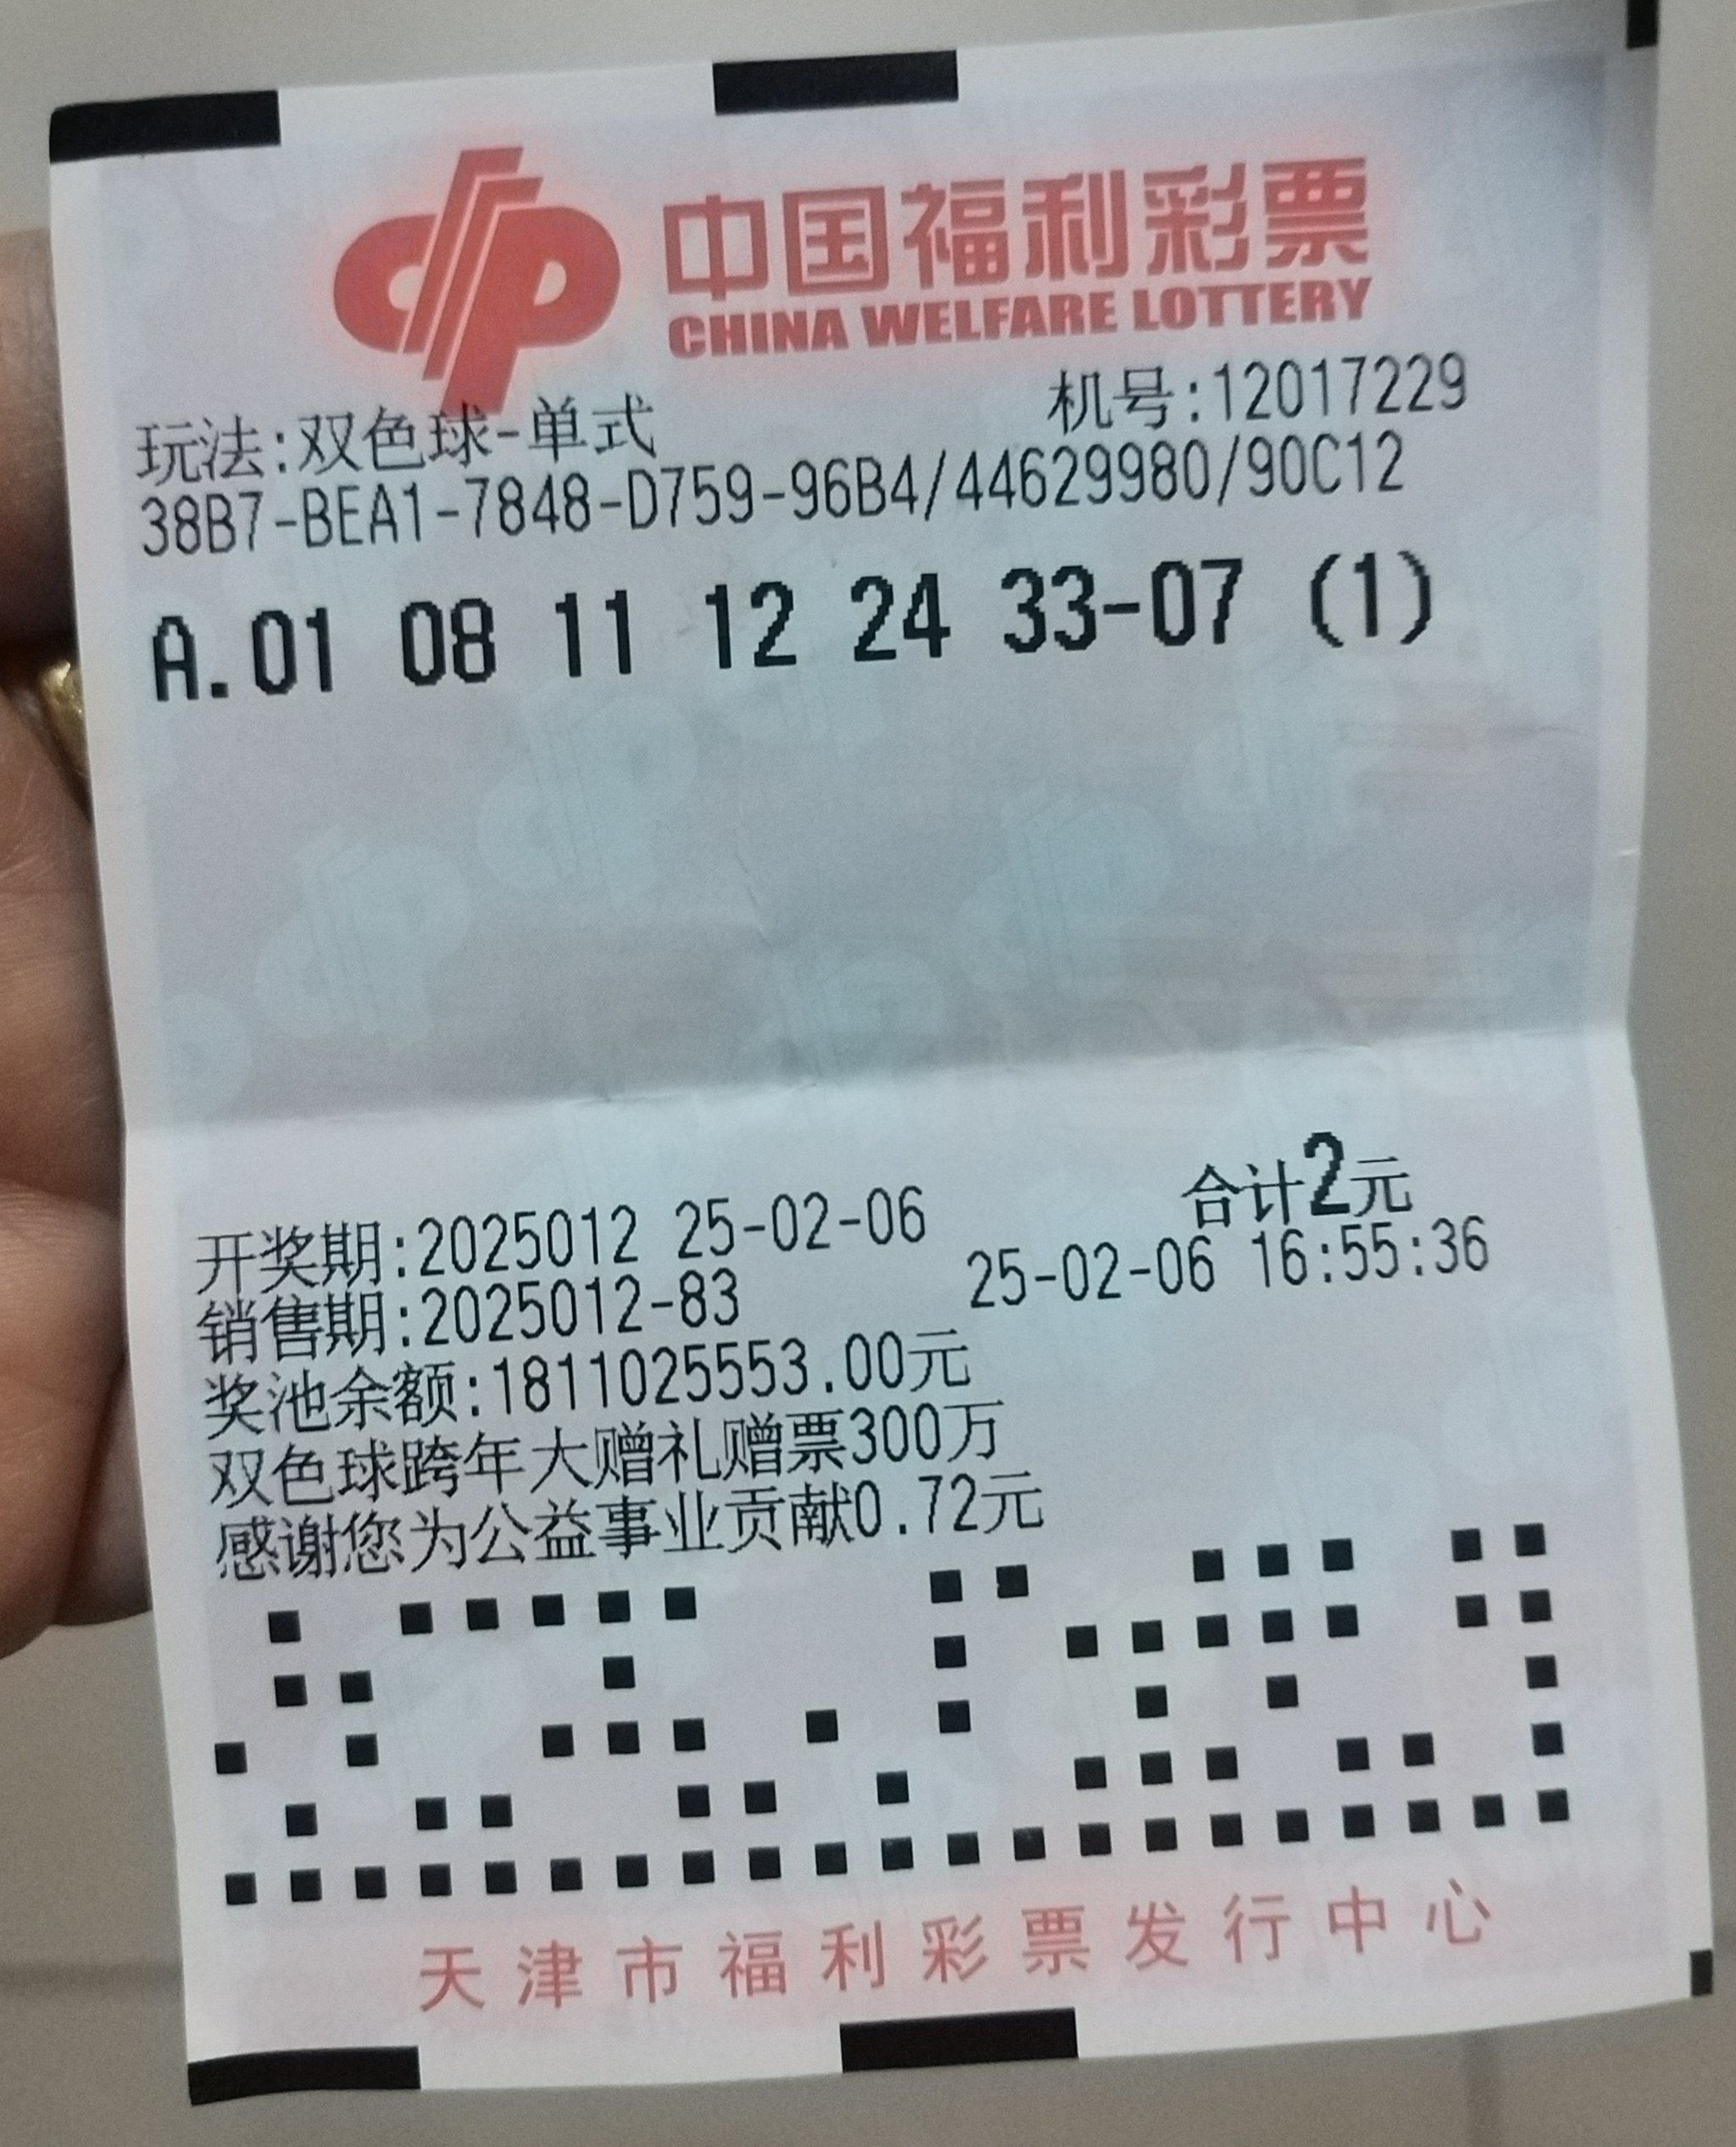 中国福利彩票
CHINA WELFARE LOTTERY
玩法:双色球-单式 机号:12017229
38B7-BEA1-7848-D759-96B4/44629980/90C12
A.01 08 11 12 24 33-07 (1)
合计2元
开奖期:2025012 25-02-06
销售期:2025012-83 25-02-06 16:55:36
奖池余额:1811025553.00元
双色球跨年大赠礼赠票300万
感谢您为公益事业贡献0.72元
天津市福利彩票发行中心